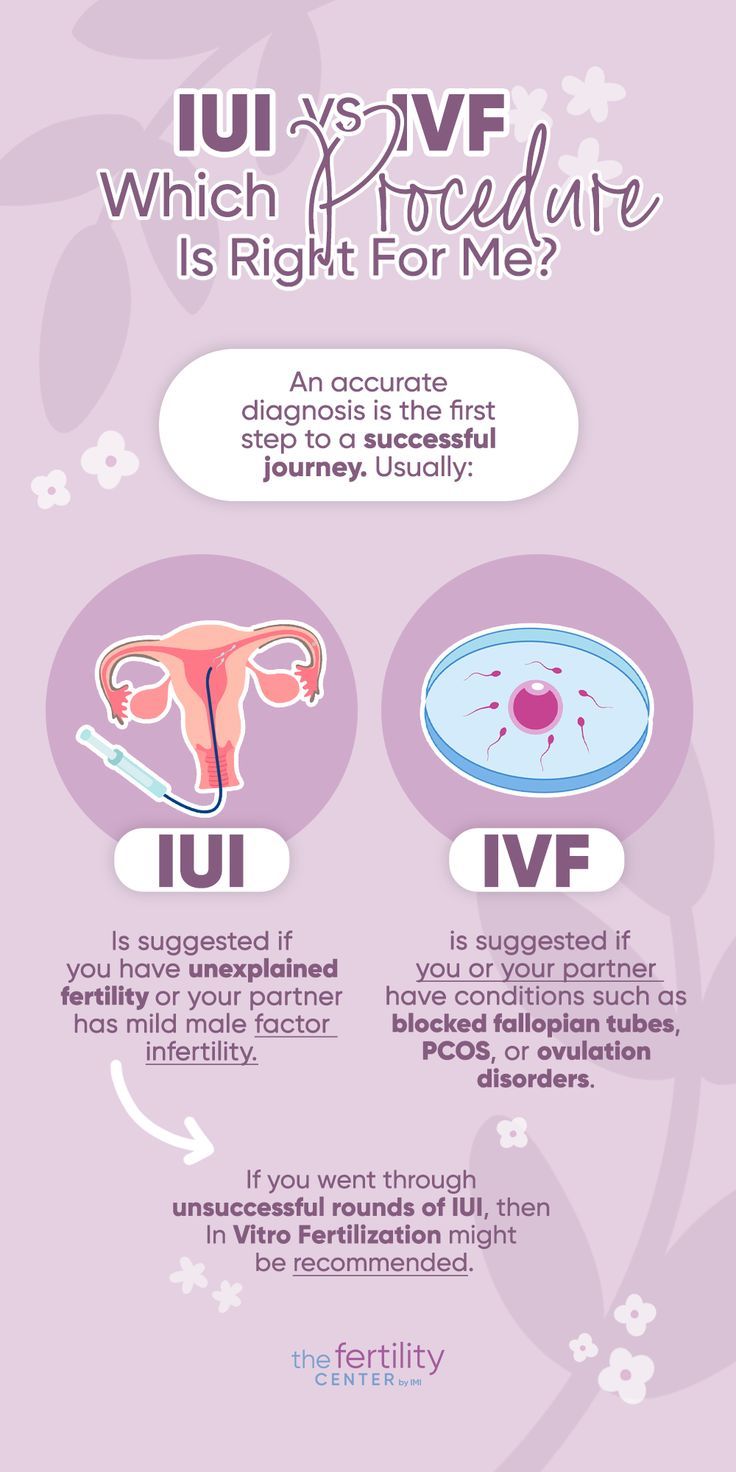 IUI vs IVF
Which Procedure
Is Right For Me?
An accurate
diagnosis is the first
step to a successful
journey. Usually:
IUI
Is suggested if
you have unexplained
fertility or your partner
has mild male factor
infertility.
IVF
is suggested if
you or your partner
have conditions such as
blocked fallopian tubes,
PCOS, or ovulation
disorders.
If you went through
unsuccessful rounds of IUI, then
In Vitro Fertilization might
be recommended.
the fertility
CENTER by IMI